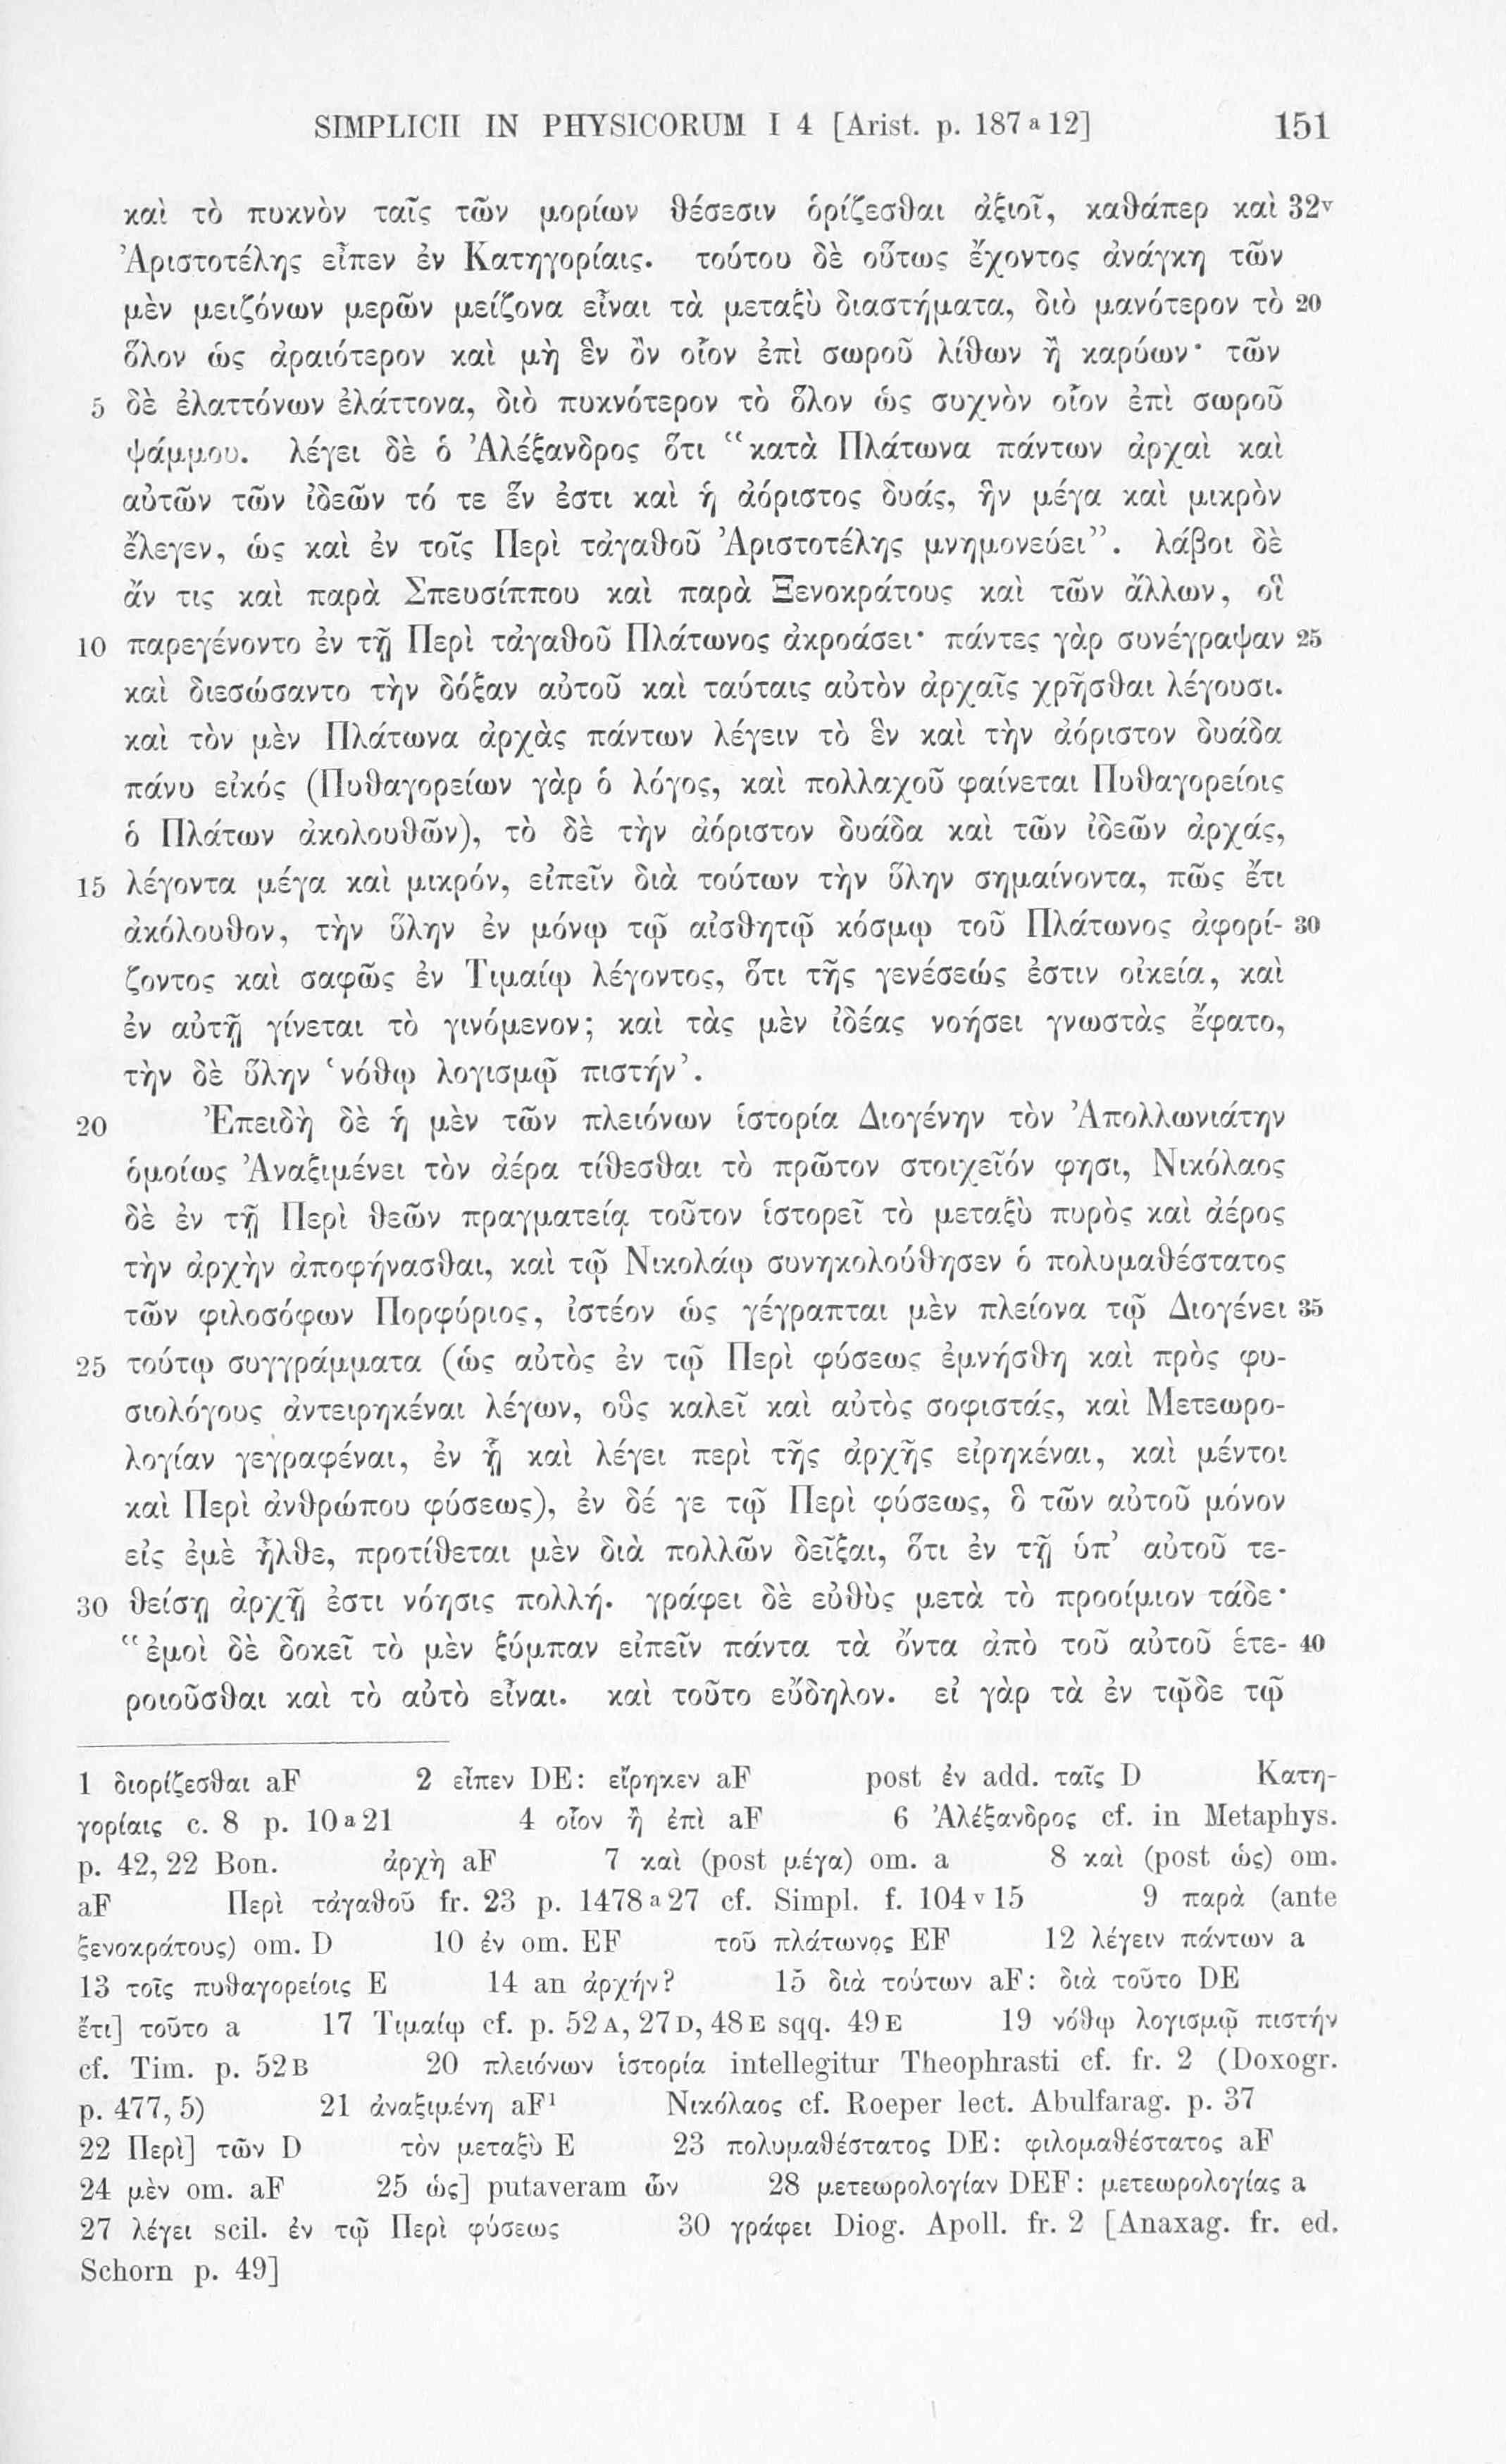 SIMPLICII IN PHYSICORUM I 4 [Arist. p. 187 a 12] 151
καὶ τὸ πυκνὸν ταῖς τῶν μορίων θέσεσιν ὁρίζεσθαι ἀξιοῖ, καθάπερ καὶ 32v
Ἀριστοτέλης εἶπεν ἐν Κατηγορίαις. τούτου δὲ οὕτως ἔχοντος ἀνάγκη τῶν
μὲν μειζόνων μερῶν μείζονα εἶναι τὰ μεταξὺ διαστήματα, διὸ μανότερον τὸ 20
ὅλον ὡς ἀραιότερον καὶ μὴ ἓν ὂν οἷον ἐπὶ σωροῦ λίθων ἢ καρύων· τῶν
5 δὲ ἐλαττόνων ἐλάττονα, διὸ πυκνότερον τὸ ὅλον ὡς συχνὸν οἷον ἐπὶ σωροῦ
ψάμμου. λέγει δὲ ὁ Ἀλέξανδρος ὅτι “κατὰ Πλάτωνα πάντων ἀρχαὶ καὶ
αὐτῶν τῶν ἰδεῶν τό τε ἕν ἐστι καὶ ἡ ἀόριστος δυάς, ἣν μέγα καὶ μικρὸν
ἔλεγεν, ὡς καὶ ἐν τοῖς Περὶ τἀγαθοῦ Ἀριστοτέλης μνημονεύει”. λάβοι δὲ
ἄν τις καὶ παρὰ Σπευσίππου καὶ παρὰ Ξενοκράτους καὶ τῶν ἄλλων, οἳ
10 παρεγένοντο ἐν τῇ Περὶ τἀγαθοῦ Πλάτωνος ἀκροάσει· πάντες γὰρ συνέγραψαν 25
καὶ διεσώσαντο τὴν δόξαν αὐτοῦ καὶ ταύταις αὐτὸν ἀρχαῖς χρῆσθαι λέγουσι.
καὶ τὸν μὲν Πλάτωνα ἀρχὰς πάντων λέγειν τὸ ἓν καὶ τὴν ἀόριστον δυάδα
πάνυ εἰκός (Πυθαγορείων γὰρ ὁ λόγος, καὶ πολλαχοῦ φαίνεται Πυθαγορείοις
ὁ Πλάτων ἀκολουθῶν), τὸ δὲ τὴν ἀόριστον δυάδα καὶ τῶν ἰδεῶν ἀρχάς,
15 λέγοντα μέγα καὶ μικρόν, εἰπεῖν διὰ τούτων τὴν ὕλην σημαίνοντα, πῶς ἔτι
ἀκόλουθον, τὴν ὕλην ἐν μόνῳ τῷ αἰσθητῷ κόσμῳ τοῦ Πλάτωνος ἀφορί- 30
ζοντος καὶ σαφῶς ἐν Τιμαίῳ λέγοντος, ὅτι τῆς γενέσεώς ἐστιν οἰκεία, καὶ
ἐν αὐτῇ γίνεται τὸ γινόμενον; καὶ τὰς μὲν ἰδέας νοήσει γνωστὰς ἔφατο,
τὴν δὲ ὕλην ‘νόθῳ λογισμῷ πιστήν’.
20 Ἐπειδὴ δὲ ἡ μὲν τῶν πλειόνων ἱστορία Διογένην τὸν Ἀπολλωνιάτην
ὁμοίως Ἀναξιμένει τὸν ἀέρα τίθεσθαι τὸ πρῶτον στοιχεῖόν φησι, Νικόλαος
δὲ ἐν τῇ Περὶ θεῶν πραγματείᾳ τοῦτον ἱστορεῖ τὸ μεταξὺ πυρὸς καὶ ἀέρος
τὴν ἀρχὴν ἀποφήνασθαι, καὶ τῷ Νικολάῳ συνηκολούθησεν ὁ πολυμαθέστατος
τῶν φιλοσόφων Πορφύριος, ἰστέον ὡς γέγραπται μὲν πλείονα τῷ Διογένει 35
25 τούτῳ συγγράμματα (ὡς αὐτὸς ἐν τῷ Περὶ φύσεως ἐμνήσθη καὶ πρὸς φυ-
σιολόγους ἀντειρηκέναι λέγων, οὓς καλεῖ καὶ αὐτὸς σοφιστάς, καὶ Μετεωρο-
λογίαν γεγραφέναι, ἐν ᾗ καὶ λέγει περὶ τῆς ἀρχῆς εἰρηκέναι, καὶ μέντοι
καὶ Περὶ ἀνθρώπου φύσεως), ἐν δέ γε τῷ Περὶ φύσεως, ὃ τῶν αὐτοῦ μόνον
εἰς ἐμὲ ἦλθε, προτίθεται μὲν διὰ πολλῶν δεῖξαι, ὅτι ἐν τῇ ὑπ’ αὐτοῦ τε-
30 θείσῃ ἀρχῇ ἐστι νόησις πολλή. γράφει δὲ εὐθὺς μετὰ τὸ προοίμιον τάδε·
“ἐμοὶ δὲ δοκεῖ τὸ μὲν ξύμπαν εἰπεῖν πάντα τὰ ὄντα ἀπὸ τοῦ αὐτοῦ ἑτε- 40
ροιοῦσθαι καὶ τὸ αὐτὸ εἶναι. καὶ τοῦτο εὔδηλον. εἰ γὰρ τὰ ἐν τῷδε τῷ
1 διορίζεσθαι aF 2 εἶπεν DE: εἴρηκεν aF post ἐν add. ταῖς D Κατη-
γορίαις c. 8 p. 10 a 21 4 οἷον ἢ ἐπὶ aF 6 Ἀλέξανδρος cf. in Metaphys.
p. 42, 22 Bon. ἀρχὴ aF 7 καὶ (post μέγα) om. a 8 καὶ (post ὡς) om.
aF Περὶ τἀγαθοῦ fr. 23 p. 1478 a 27 cf. Simpl. f. 104 v 15 9 παρὰ (ante
ξενοκράτους) om. D 10 ἐν om. EF τοῦ πλάτωνος EF 12 λέγειν πάντων a
13 τοῖς πυθαγορείοις E 14 an ἀρχήν? 15 διὰ τούτων aF: διὰ τοῦτο DE
ἔτι] τοῦτο a 17 Τιμαίῳ cf. p. 52 A, 27 D, 48 E sqq. 49 E 19 νόθῳ λογισμῷ πιστήν
cf. Tim. p. 52 B 20 πλειόνων ἱστορία intellegitur Theophrasti cf. fr. 2 (Doxogr.
p. 477, 5) 21 ἀναξιμένη aF¹ Νικόλαος cf. Roeper lect. Abulfarag. p. 37
22 Περὶ] τῶν D τὸν μεταξὺ E 23 πολυμαθέστατος DE: φιλομαθέστατος aF
24 μὲν om. aF 25 ὡς] putaveram ὧν 28 μετεωρολογίαν DEF: μετεωρολογίας a
27 λέγει scil. ἐν τῷ Περὶ φύσεως 30 γράφει Diog. Apoll. fr. 2 [Anaxag. fr. ed.
Schorn p. 49]